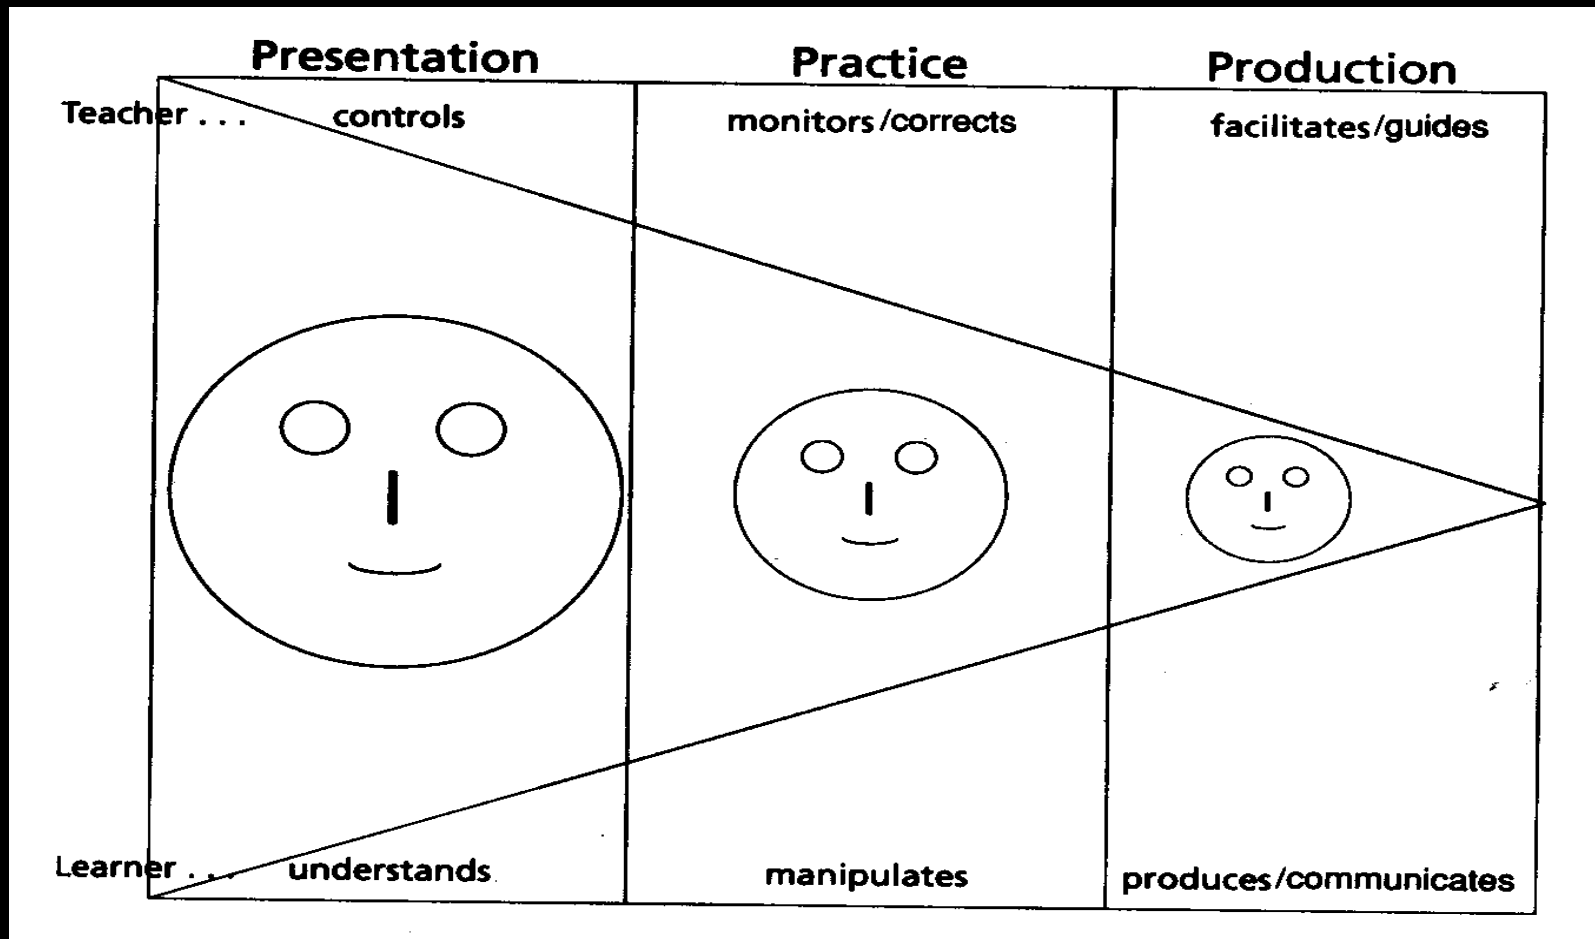 Presentation Practice Production
Teacher . . . controls monitors/corrects facilitates/guides
Learner . . . understands manipulates produces/communicates